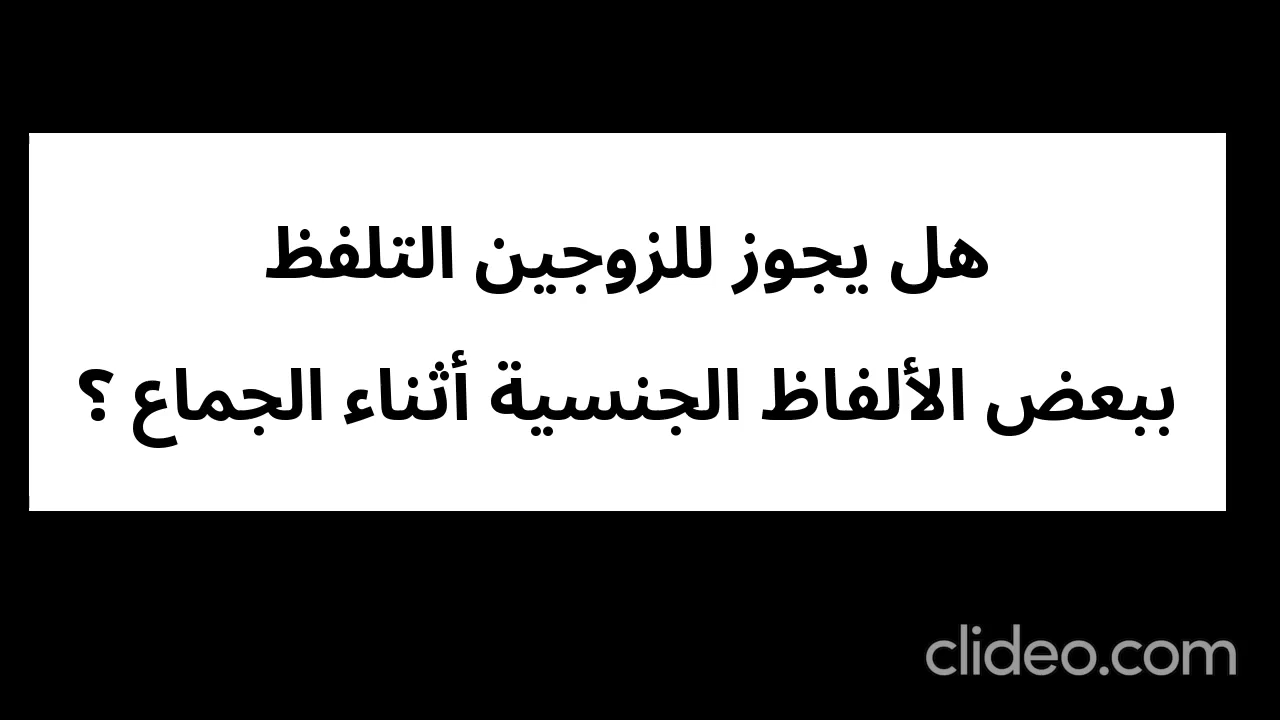 هل يجوز للزوجين التلفظ
ببعض الألفاظ الجنسية أثناء الجماع ؟
clideo.com